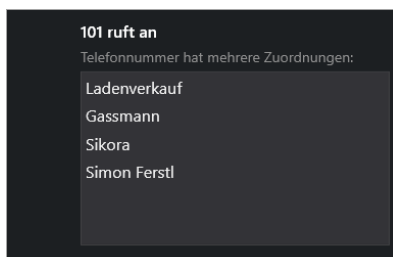 101 ruft an
Telefonnummer hat mehrere Zuordnungen:
Ladenverkauf
Gassmann
Sikora
Simon Ferstl